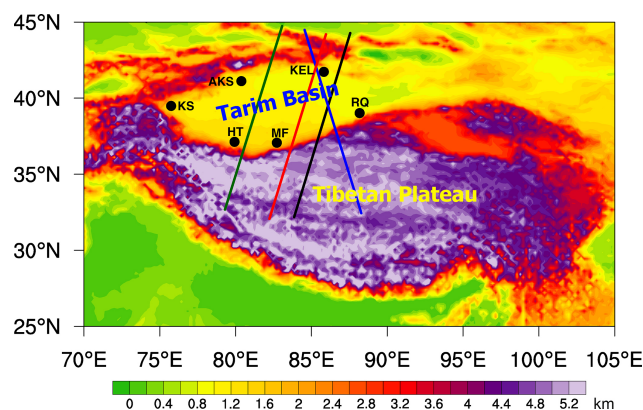 45°N
40°N
35°N
30°N
25°N
KEL
AKS
Tarim Basin
KS
RQ
HT
MF
Tibetan Plateau
70°E 75°E 80°E 85°E 90°E 95°E 100°E 105°E
0 0.4 0.8 1.2 1.6 2 2.4 2.8 3.2 3.6 4 4.4 4.8 5.2 km